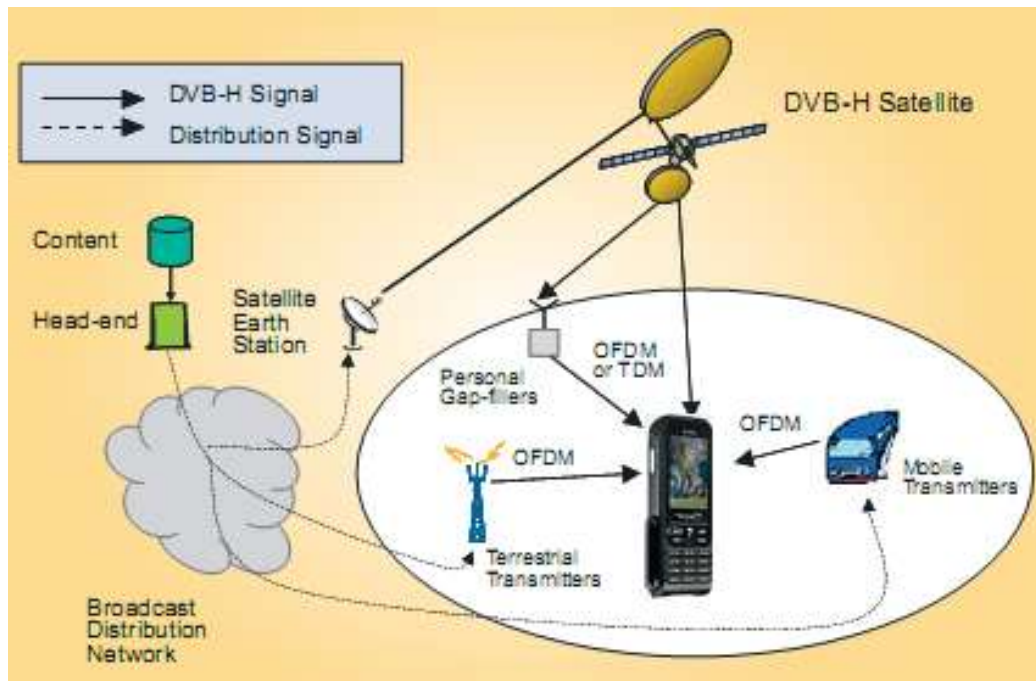 DVB-H Signal
Distribution Signal
DVB-H Satellite
Content
Head-end
Satellite
Earth
Station
OFDM
or TDM
Personal
Gap-fillers
OFDM
OFDM
Mobile
Transmitters
Terrestrial
Transmitters
Broadcast
Distribution
Network